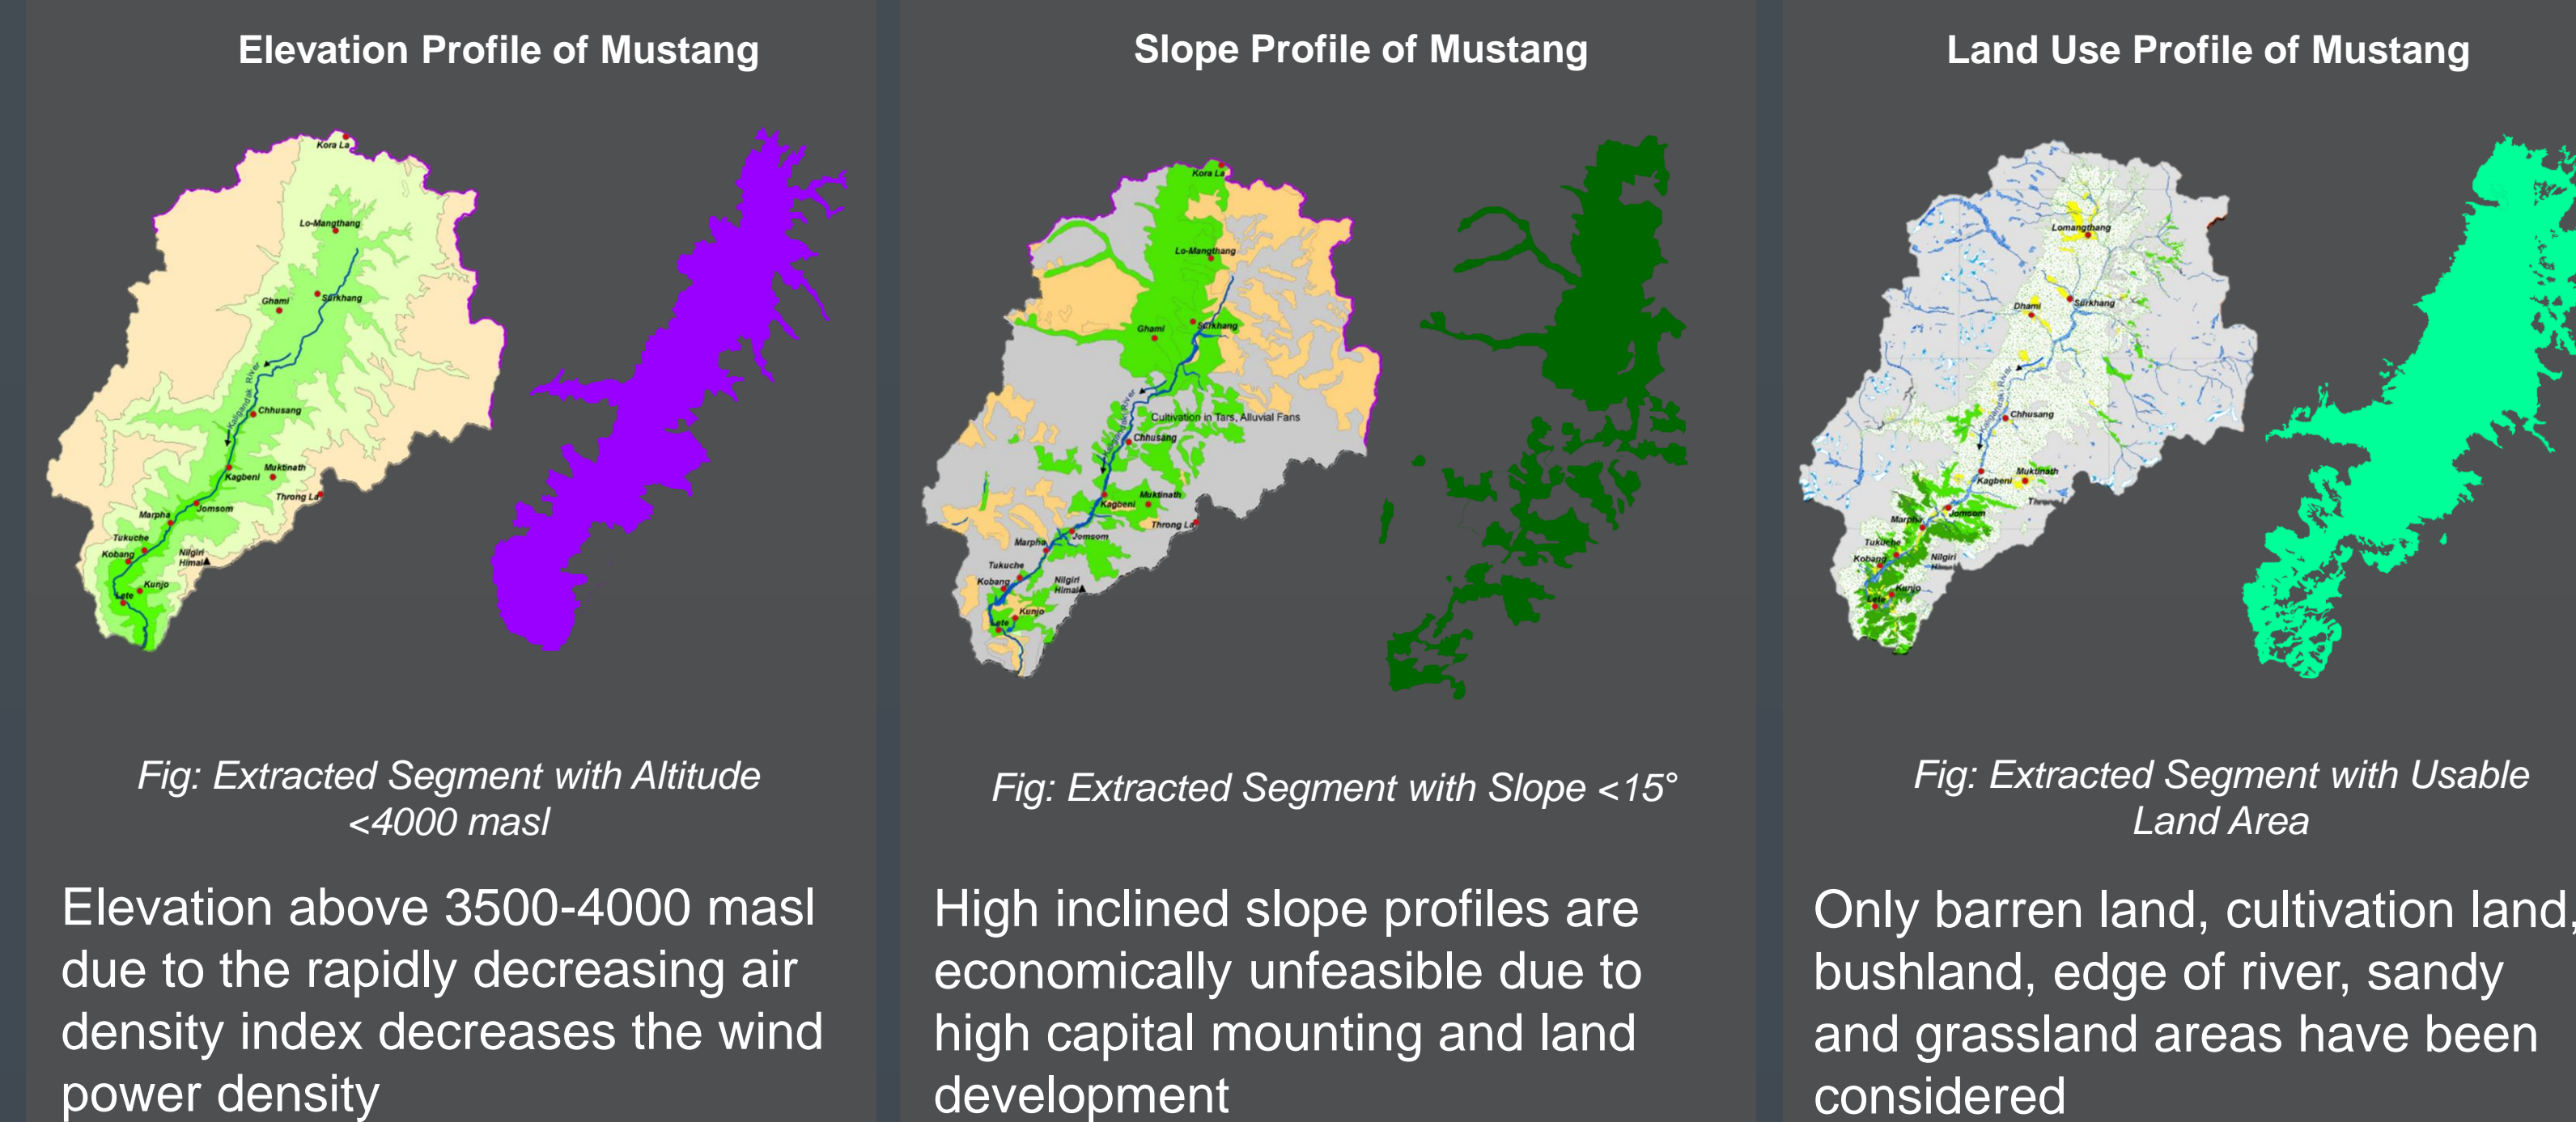 Elevation Profile of Mustang
Kora La
Lo-Mangthang
Ghami
Surkhang
Kaligandak River
Chhusang
Muktinath
Kagbeni
Throng La
Jomsom
Marpha
Tukuche
Kobang
Nilgiri
Himal
Kunjo
Lete
Fig: Extracted Segment with Altitude
<4000 masl
Elevation above 3500-4000 masl
due to the rapidly decreasing air
density index decreases the wind
power density
Slope Profile of Mustang
Kora La
Lo-Mangthang
Ghami
Surkhang
Kaligandak River
Cultivation in Tars, Alluvial Fans
Chhusang
Muktinath
Kagbeni
Throng La
Jomsom
Marpha
Tukuche
Kobang
Nilgiri
Himal
Kunjo
Lete
Fig: Extracted Segment with Slope <15°
High inclined slope profiles are
economically unfeasible due to
high capital mounting and land
development
Land Use Profile of Mustang
Lomangthang
Dhami
Surkhang
Kaligandak River
Chhusang
Muktinath
Kagbeni
Jomsom
Marpha
Tukuche
Kobang
Nilgiri
Himal
Kunjo
Lete
Fig: Extracted Segment with Usable
Land Area
Only barren land, cultivation land,
bushland, edge of river, sandy
and grassland areas have been
considered